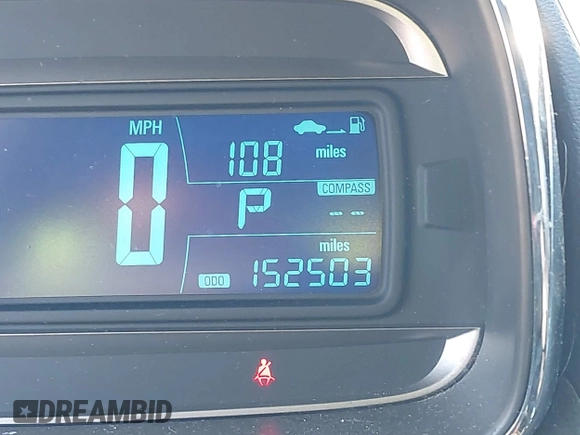 MPH
0
108 miles
P
COMPASS
--
miles
ODO 152503
DREAMBID